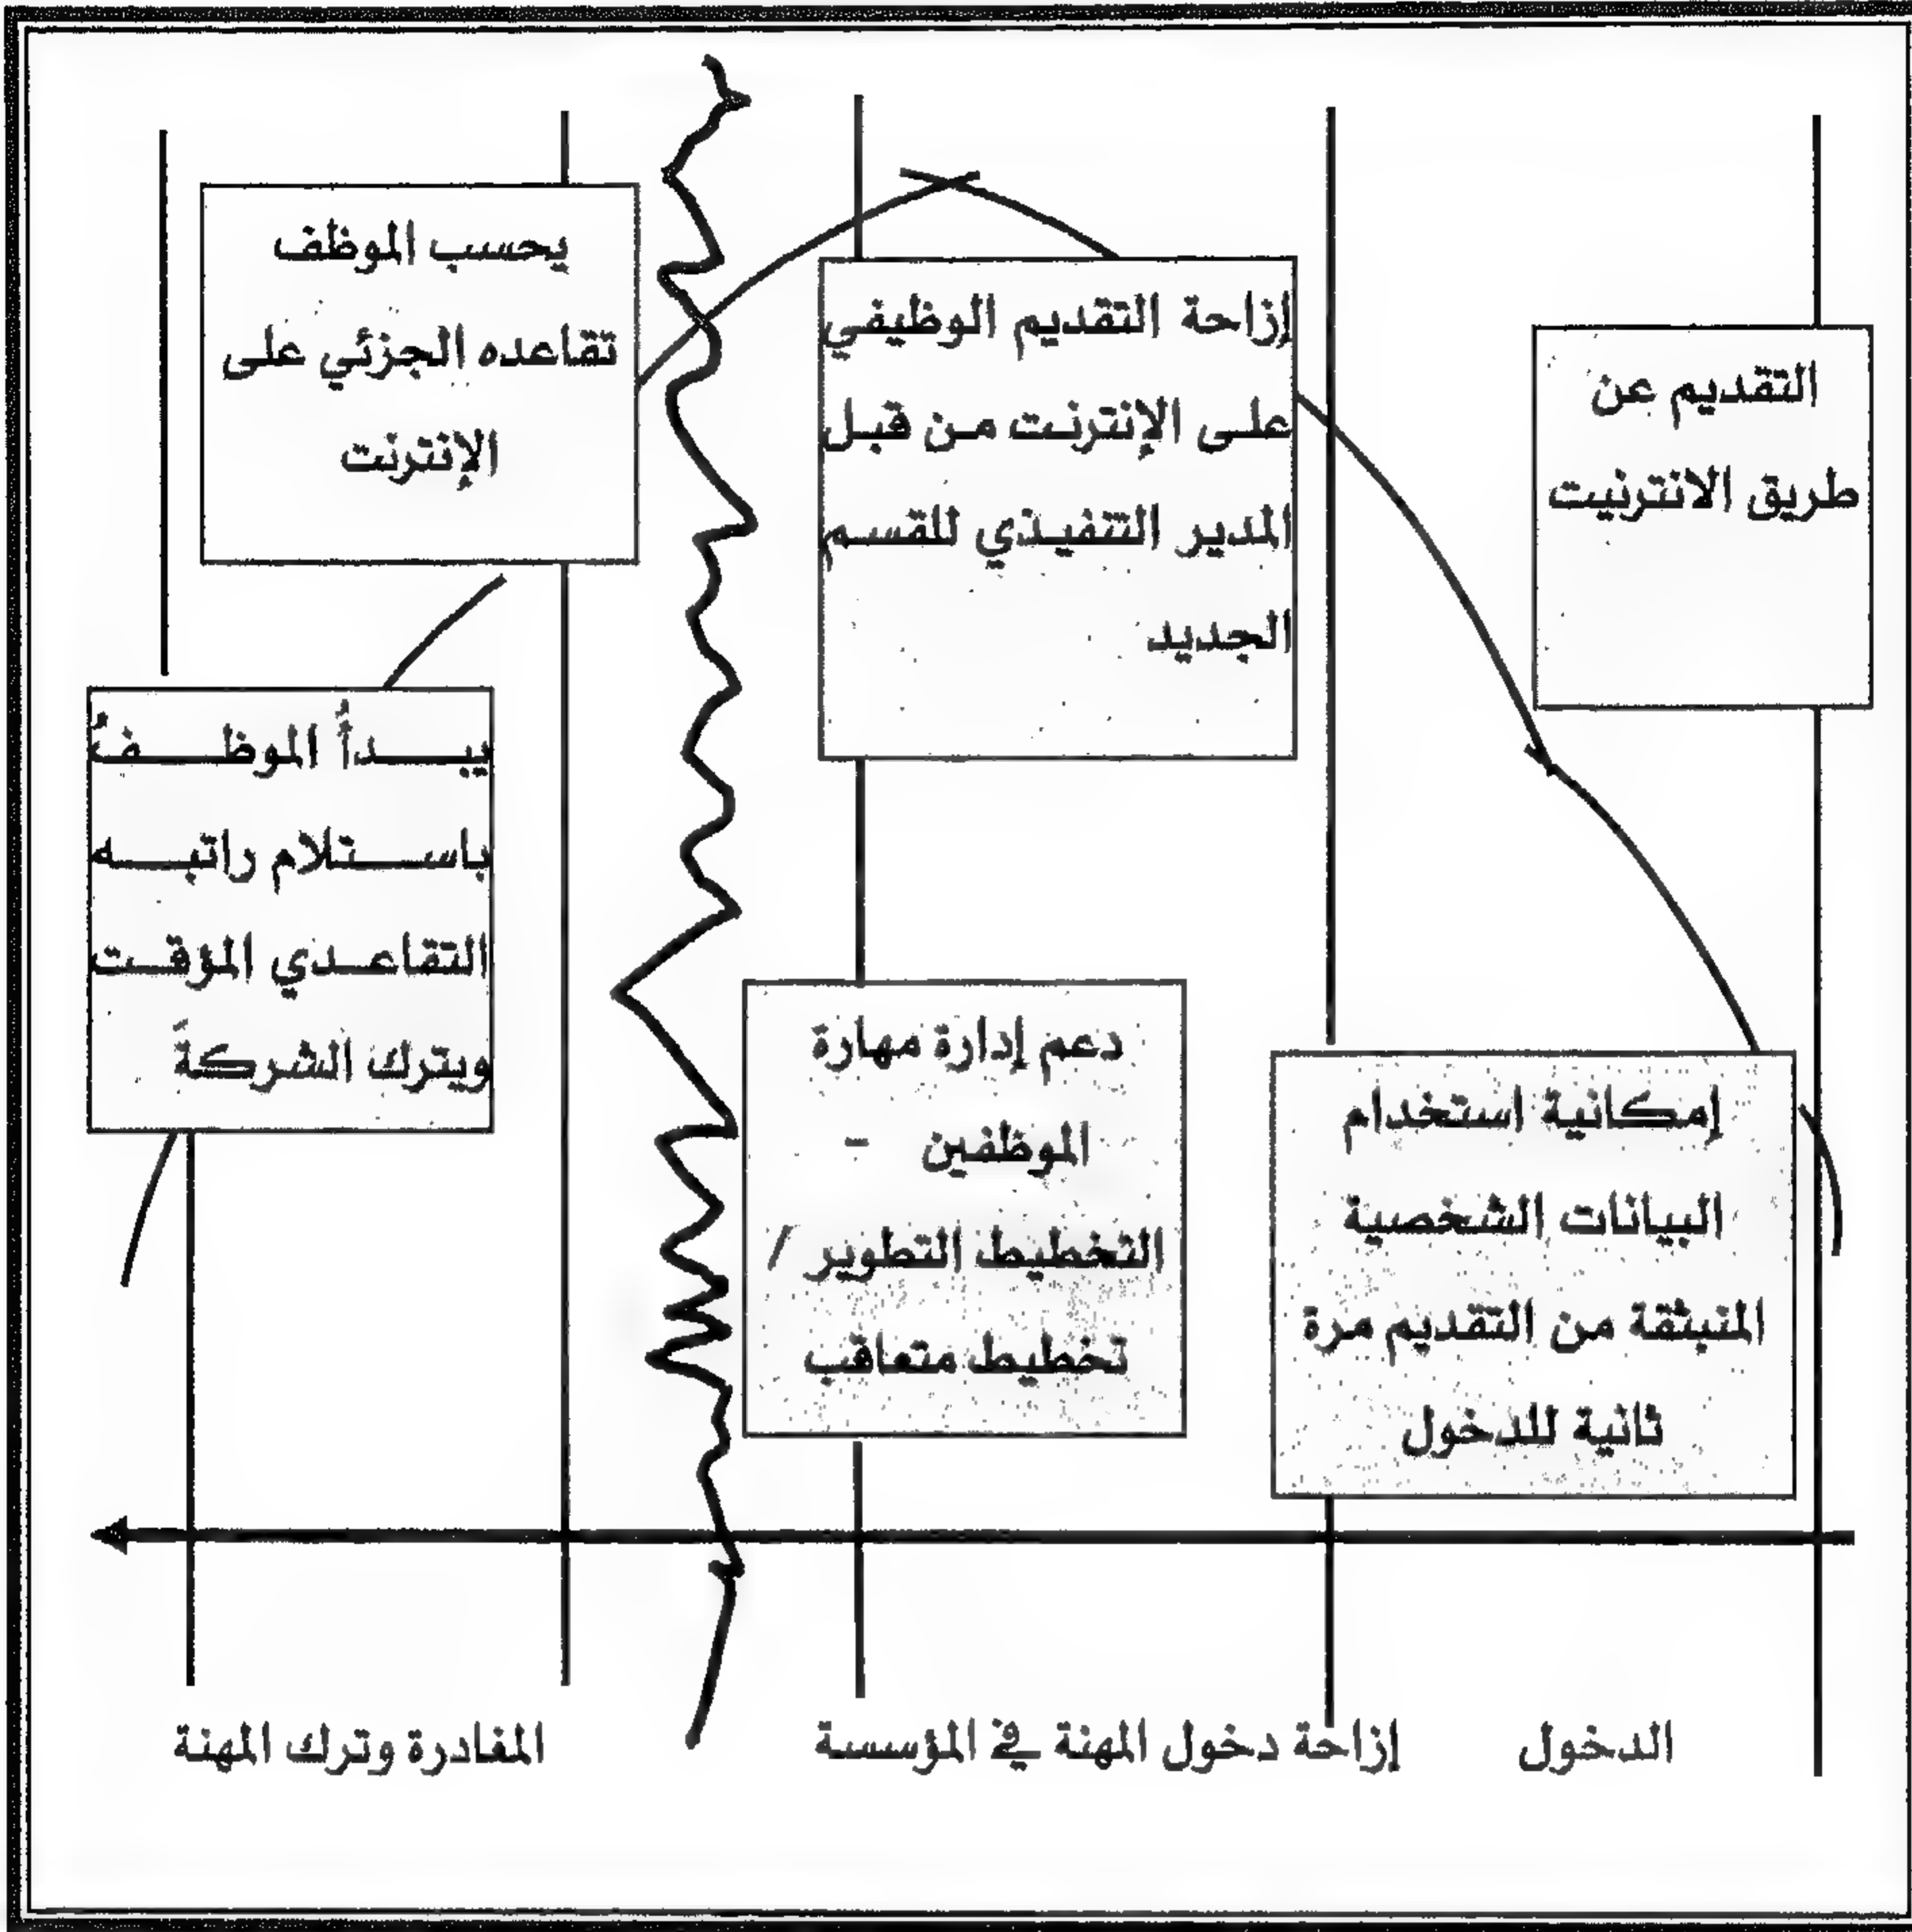 التقديم عن
طريق الانترنيت
إمكانية استخدام
البيانات الشخصية
المنبثقة من التقديم مرة
ثانية للدخول
إزاحة التقديم الوظيفي
على الإنترنت من قبل
المدير التنفيذي للقسم
الجديد
دعم إدارة مهارة
الموظفين -
التخطيط التطوير /
تخطيط متعاقب
يحسب الموظف
تقاعده الجزئي على
الإنترنت
يبدأ الموظف
باستلام راتبه
التقاعدي المؤقت
ويترك الشركة
الدخول
إزاحة دخول المهنة في المؤسسة
المغادرة وترك المهنة